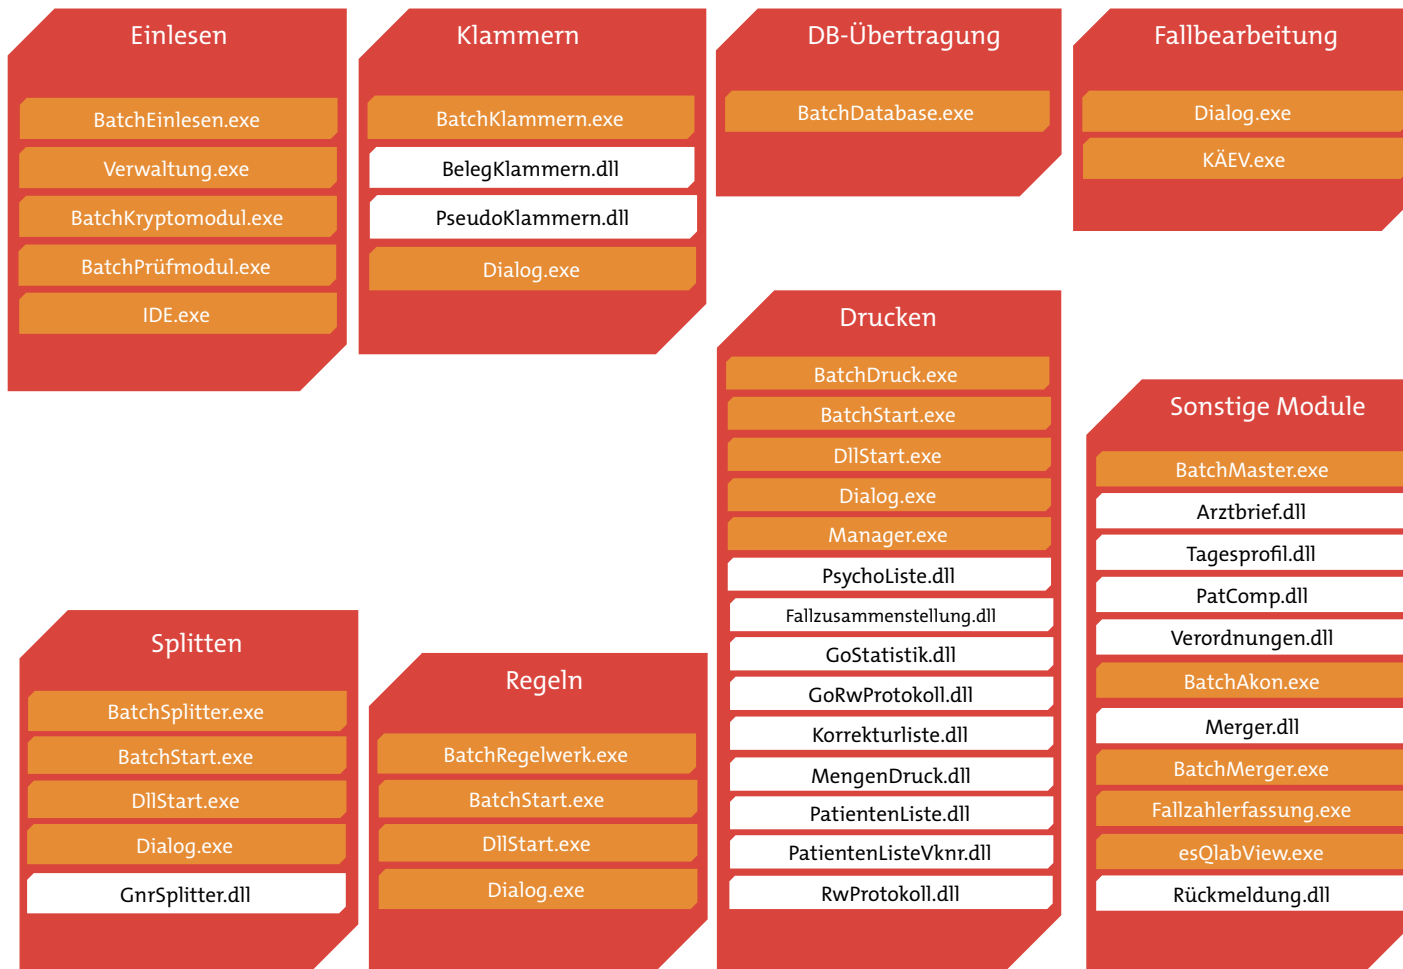 Einlesen
BatchEinlesen.exe
Verwaltung.exe
BatchKryptomodul.exe
BatchPrüfmodul.exe
IDE.exe
Klammern
BatchKlammern.exe
BelegKlammern.dll
PseudoKlammern.dll
Dialog.exe
DB-Übertragung
BatchDatabase.exe
Fallbearbeitung
Dialog.exe
KÄEV.exe
Splitten
BatchSplitter.exe
BatchStart.exe
DllStart.exe
Dialog.exe
GnrSplitter.dll
Regeln
BatchRegelwerk.exe
BatchStart.exe
DllStart.exe
Dialog.exe
Drucken
BatchDruck.exe
BatchStart.exe
DllStart.exe
Dialog.exe
Manager.exe
PsychoListe.dll
Fallzusammenstellung.dll
GoStatistik.dll
GoRwProtokoll.dll
Korrekturliste.dll
MengenDruck.dll
PatientenListe.dll
PatientenListeVknr.dll
RwProtokoll.dll
Sonstige Module
BatchMaster.exe
Arztbrief.dll
Tagesprofil.dll
PatComp.dll
Verordnungen.dll
BatchAkon.exe
Merger.dll
BatchMerger.exe
Fallzahlerfassung.exe
esQlabView.exe
Rückmeldung.dll